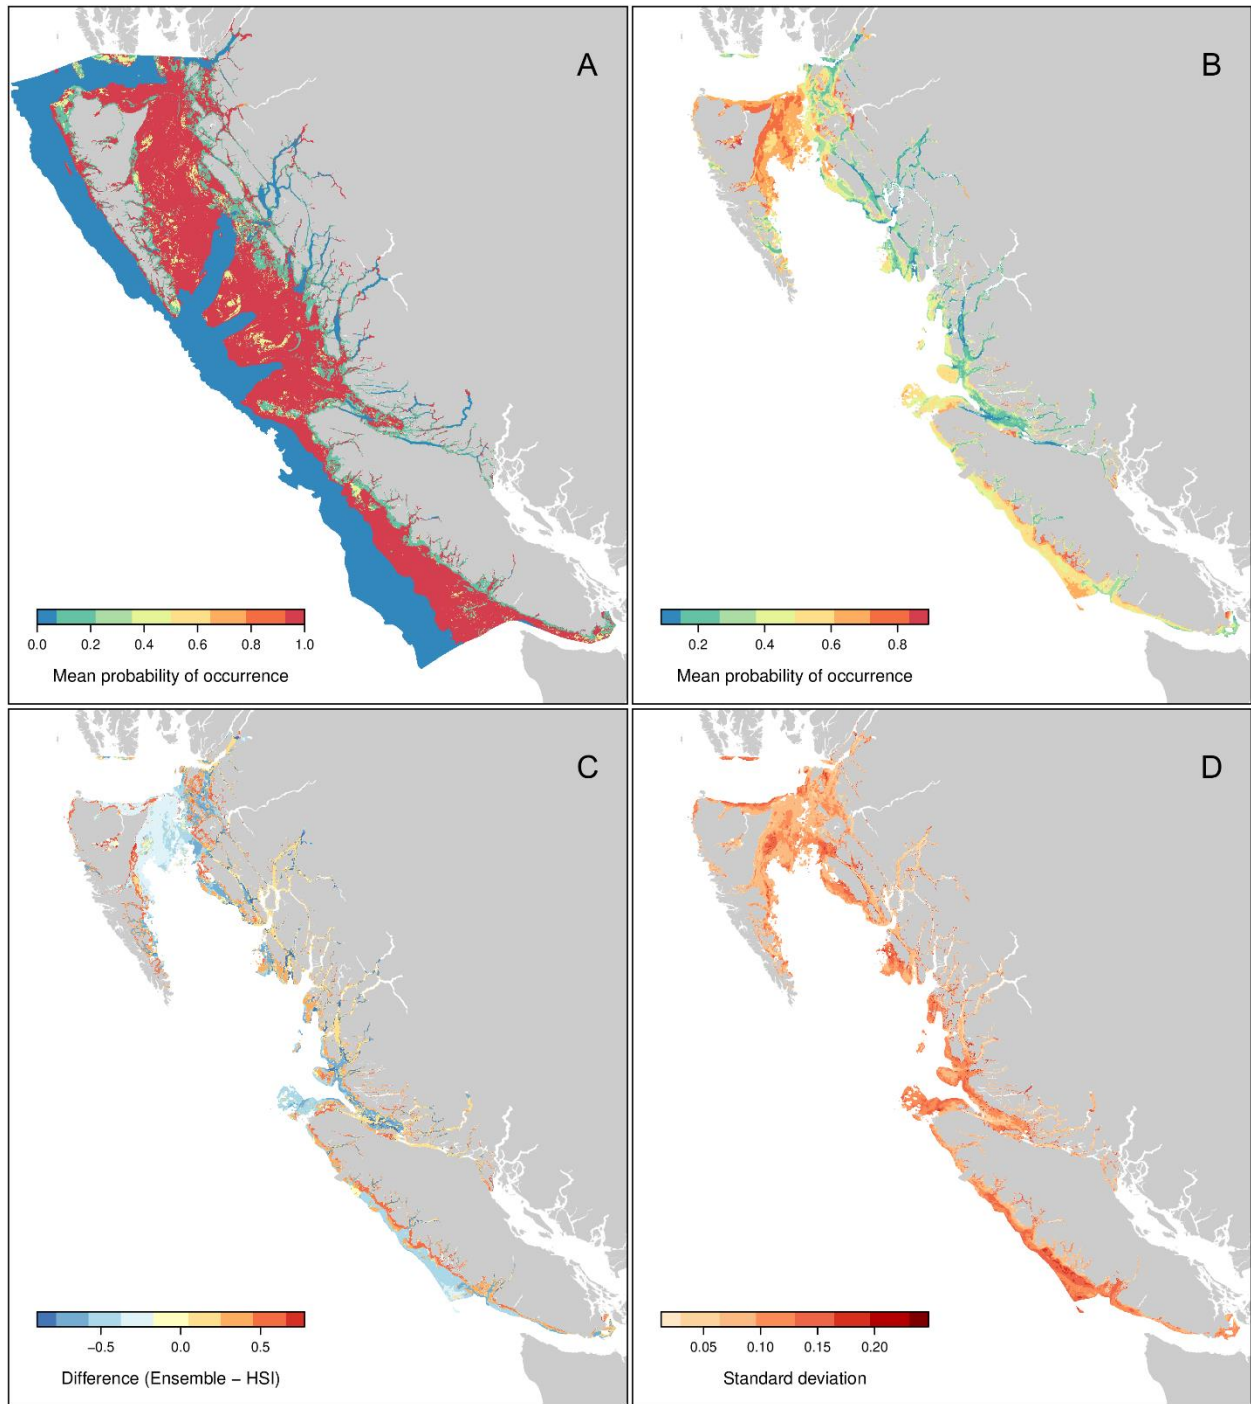 A
0.0 0.2 0.4 0.6 0.8 1.0
Mean probability of occurrence
B
0.2 0.4 0.6 0.8
Mean probability of occurrence
C
−0.5 0.0 0.5
Difference (Ensemble − HSI)
D
0.05 0.10 0.15 0.20
Standard deviation